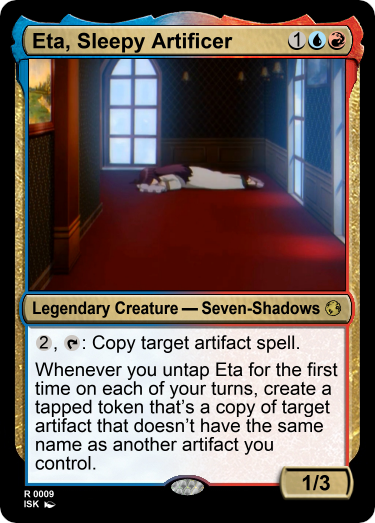 Eta, Sleepy Artificer 1
Legendary Creature — Seven-Shadows
2, : Copy target artifact spell.
Whenever you untap Eta for the first
time on each of your turns, create a
tapped token that's a copy of target
artifact that doesn't have the same
name as another artifact you
control.
1/3
R 0009
ISK